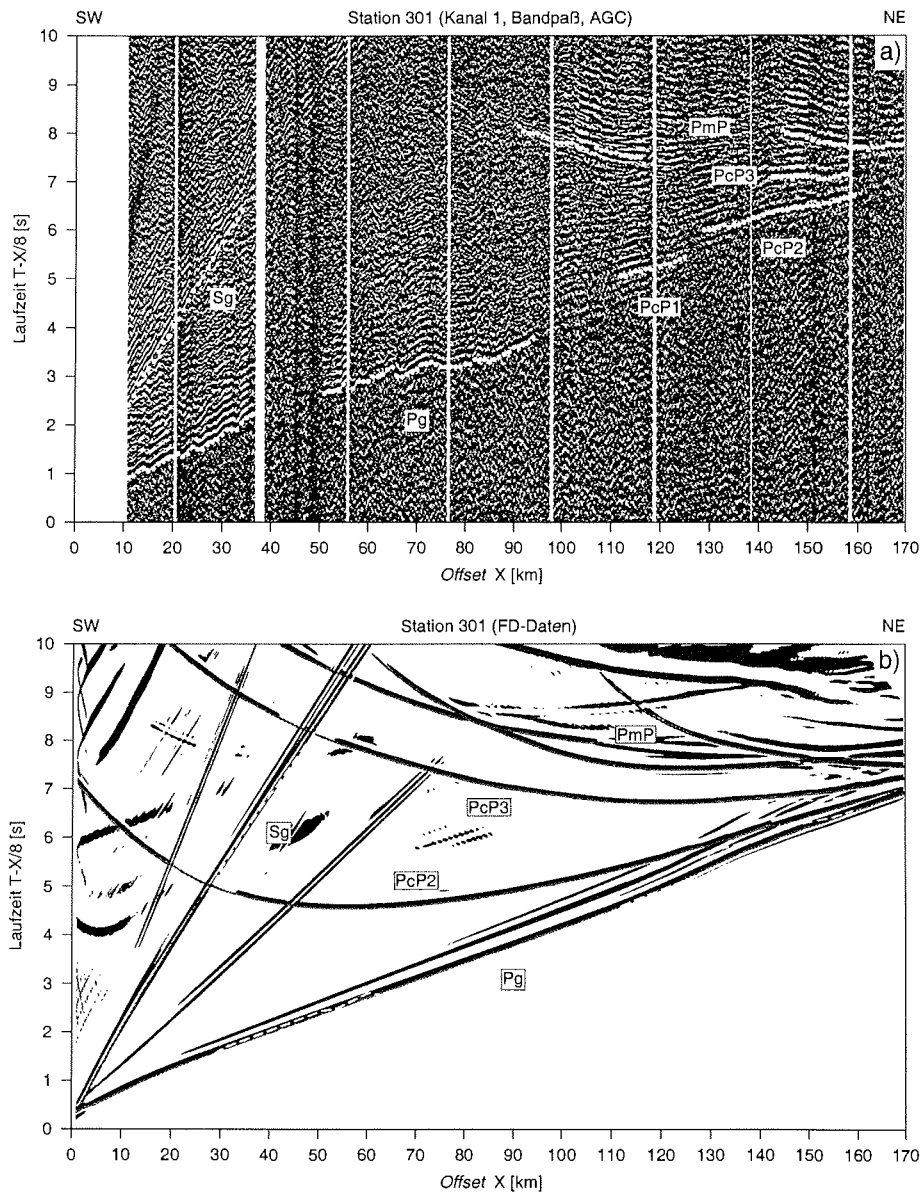 SW Station 301 (Kanal 1, Bandpaß, AGC) NE
a)
Laufzeit T-X/8 [s]
10
9
8
7
6
5
4
3
2
1
0
PmP
PcP3
PcP2
Sg
PcP1
Pg
0 10 20 30 40 50 60 70 80 90 100 110 120 130 140 150 160 170
Offset X [km]
SW Station 301 (FD-Daten) NE
b)
Laufzeit T-X/8 [s]
10
9
8
7
6
5
4
3
2
1
0
PmP
PcP3
Sg
PcP2
Pg
0 10 20 30 40 50 60 70 80 90 100 110 120 130 140 150 160 170
Offset X [km]